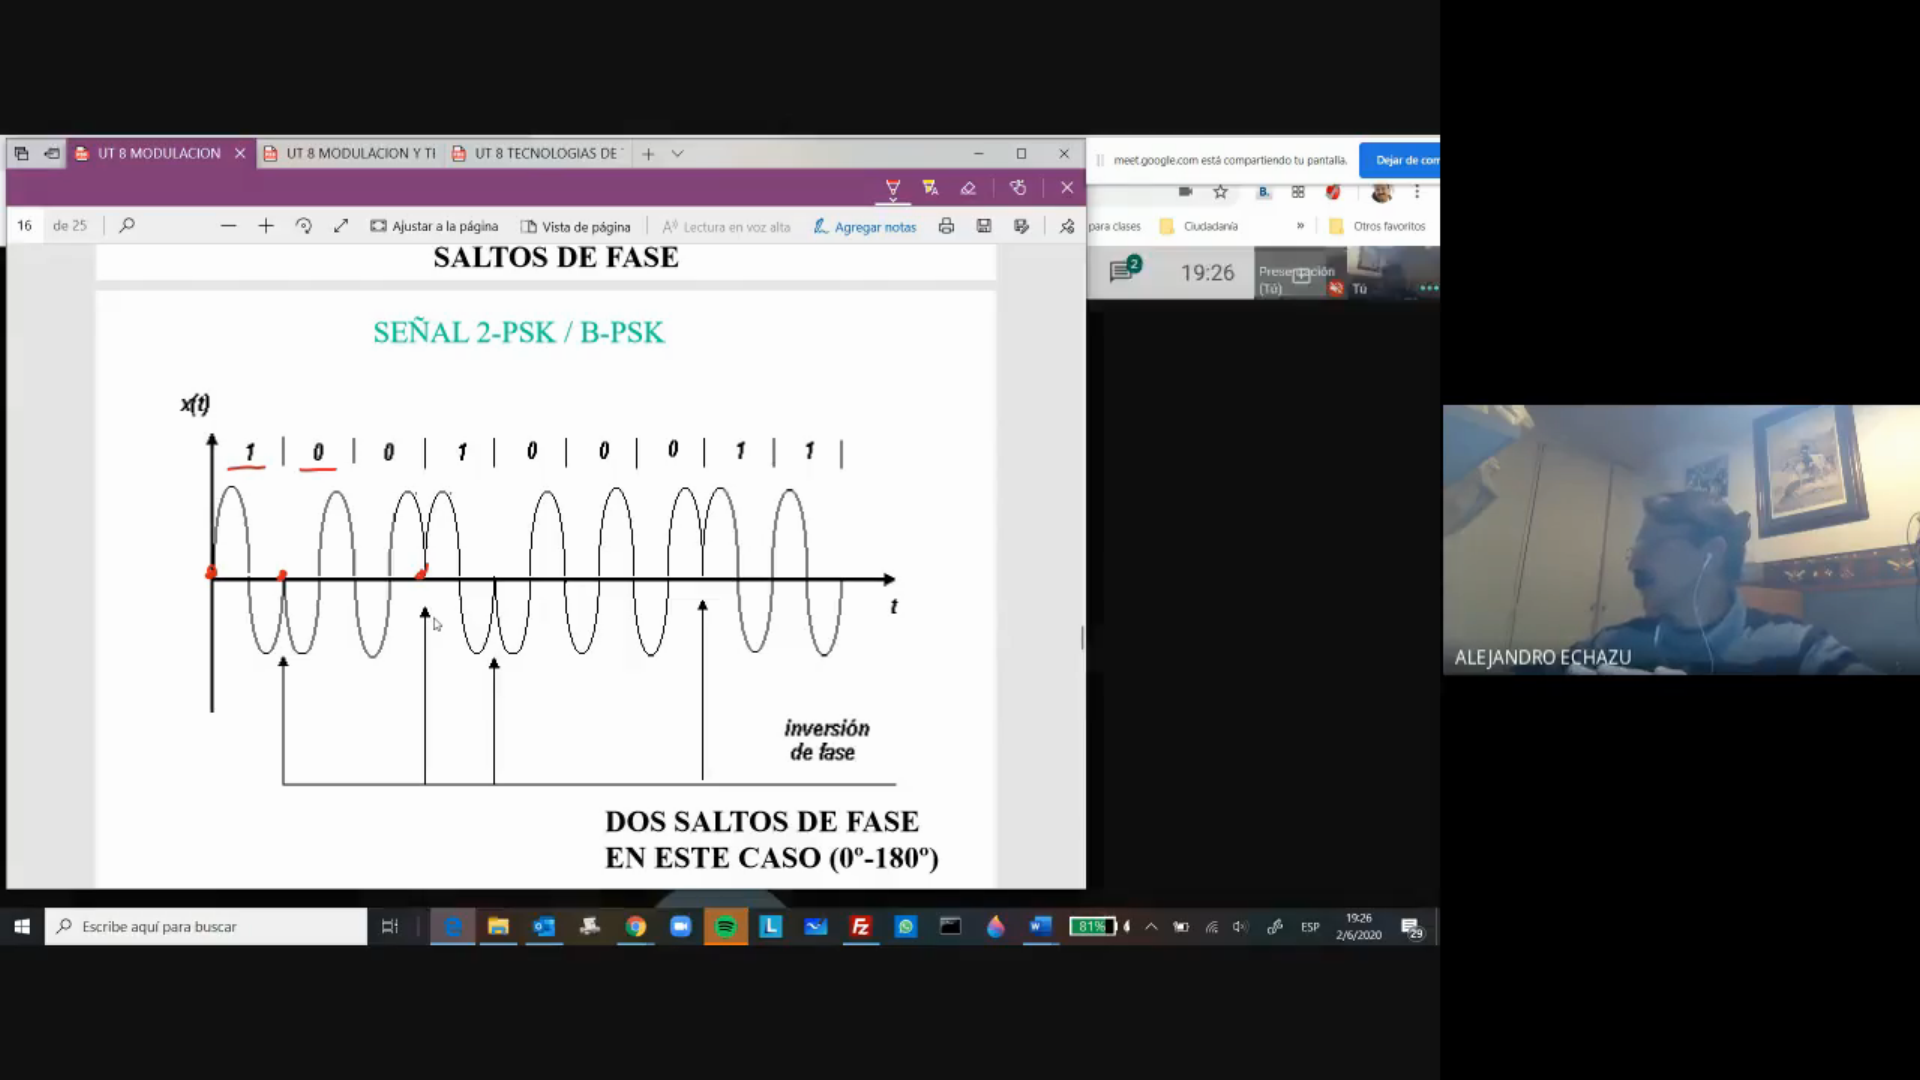 UT 8 MODULACION
UT 8 MODULACION Y TI
UT 8 TECNOLOGIAS DE
meet.google.com está compartiendo tu pantalla.
Dejar de com
16 de 25
Ajustar a la página
Vista de página
Lectura en voz alta
Agregar notas
para clases
Ciudadanía
»
Otros favoritos
SALTOS DE FASE
2
19:26
Presentación
(Tú)
Tú
SEÑAL 2-PSK / B-PSK
x(t)
1 | 0 | 0 | 1 | 0 | 0 | 0 | 1 | 1 |
t
ALEJANDRO ECHAZU
inversión
de fase
DOS SALTOS DE FASE
EN ESTE CASO (0º-180º)
Escribe aquí para buscar
81%
ESP
19:26
2/6/2020
29